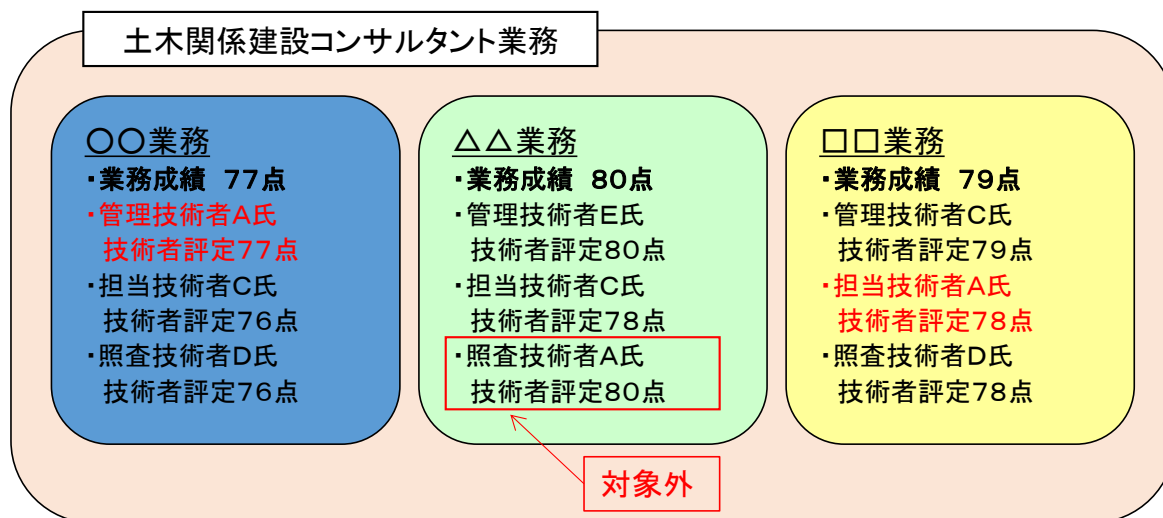 土木関係建設コンサルタント業務
〇〇業務
・業務成績 77点
・管理技術者A氏
技術者評定77点
・担当技術者C氏
技術者評定76点
・照査技術者D氏
技術者評定76点
△△業務
・業務成績 80点
・管理技術者E氏
技術者評定80点
・担当技術者C氏
技術者評定78点
・照査技術者A氏
技術者評定80点
□□業務
・業務成績 79点
・管理技術者C氏
技術者評定79点
・担当技術者A氏
技術者評定78点
・照査技術者D氏
技術者評定78点
対象外